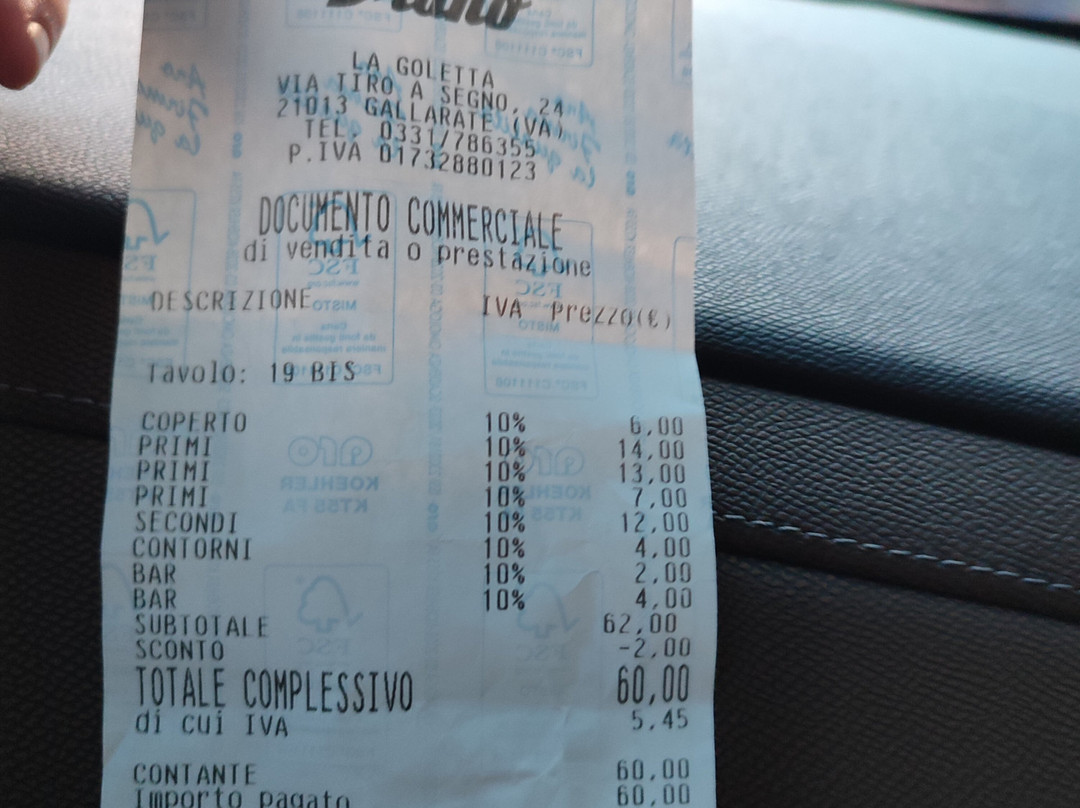 LA GOLETTA
VIA TIRO A SEGNO, 24
21013 GALLARATE (VA)
TEL. 0331/786355
P.IVA 01732880123
DOCUMENTO COMMERCIALE
di vendita o prestazione
DESCRIZIONE IVA Prezzo(€)
Tavolo: 19 BIS
COPERTO 10% 6,00
PRIMI 10% 14,00
PRIMI 10% 13,00
PRIMI 10% 7,00
SECONDI 10% 12,00
CONTORNI 10% 4,00
BAR 10% 2,00
BAR 10% 4,00
SUBTOTALE 62,00
SCONTO -2,00
TOTALE COMPLESSIVO 60,00
di cui IVA 5,45
CONTANTE 60,00
Importo pagato 60,00